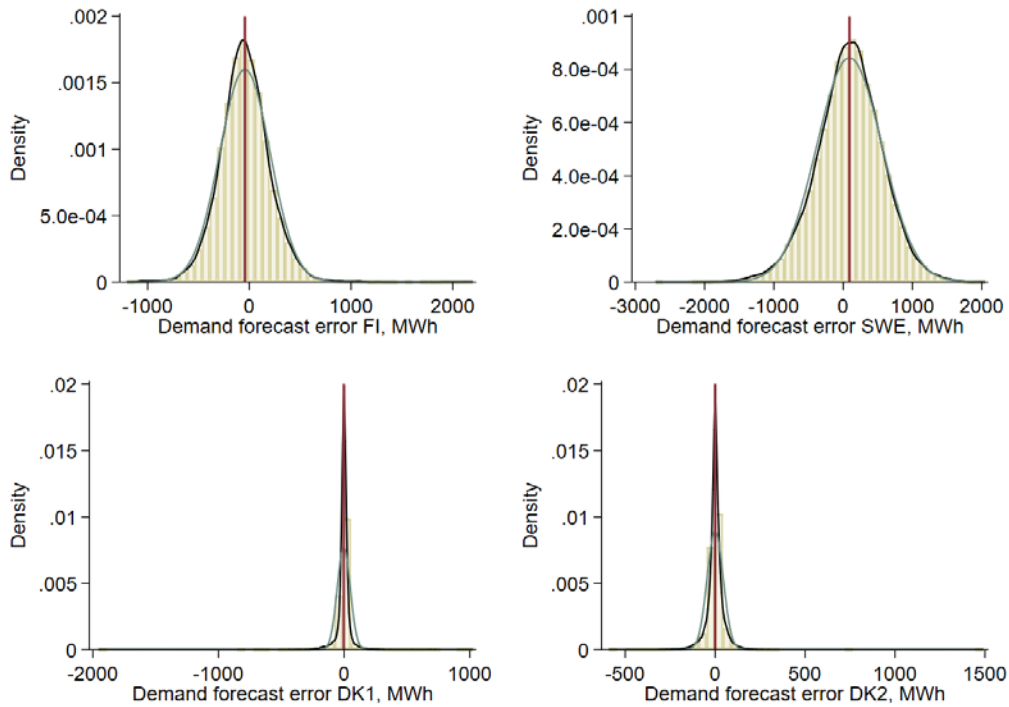 .002
.0015
.001
5.0e-04
0
Density
-1000 0 1000 2000
Demand forecast error FI, MWh
.001
8.0e-04
6.0e-04
4.0e-04
2.0e-04
0
Density
-3000 -2000 -1000 0 1000 2000
Demand forecast error SWE, MWh
.02
.015
.01
.005
0
Density
-2000 -1000 0 1000
Demand forecast error DK1, MWh
.02
.015
.01
.005
0
Density
-500 0 500 1000 1500
Demand forecast error DK2, MWh